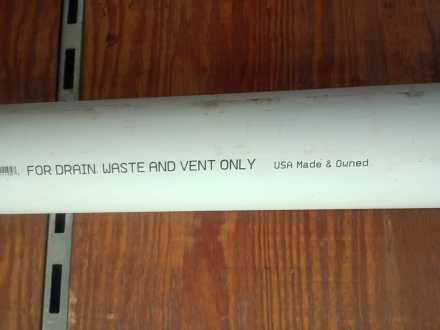 FOR DRAIN. WASTE AND VENT ONLY USA Made & Owned